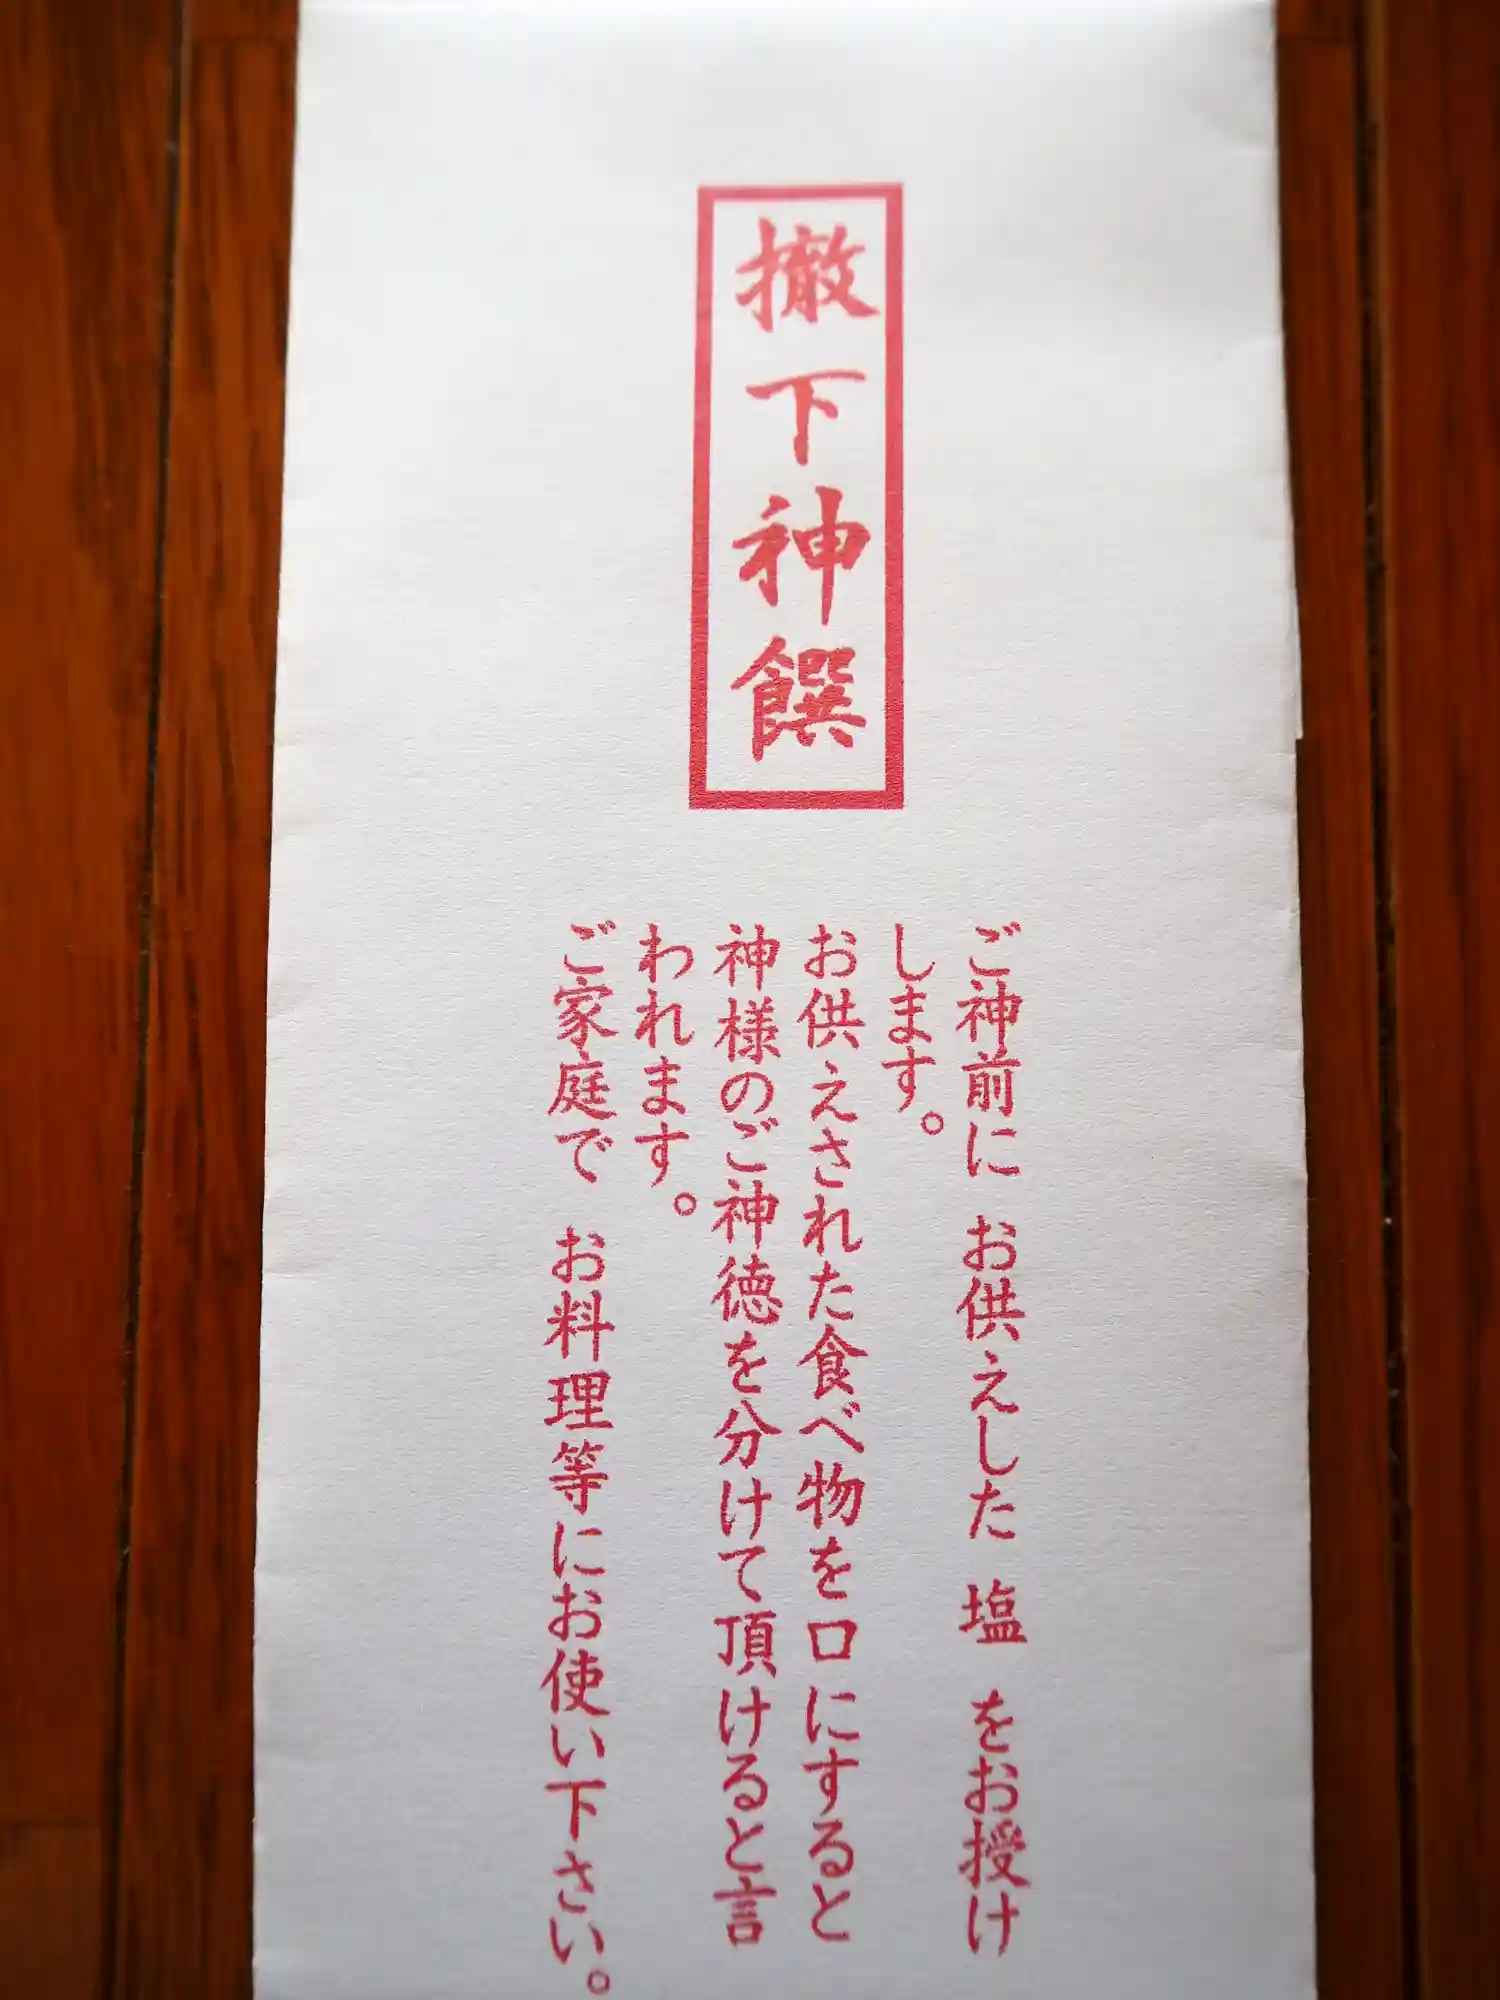 撤下神饌
ご神前に お供えした 塩 をお授け
します。
お供えされた食べ物を口にすると
神様のご神徳を分けて頂けると言
われます。
ご家庭で お料理等にお使い下さい。